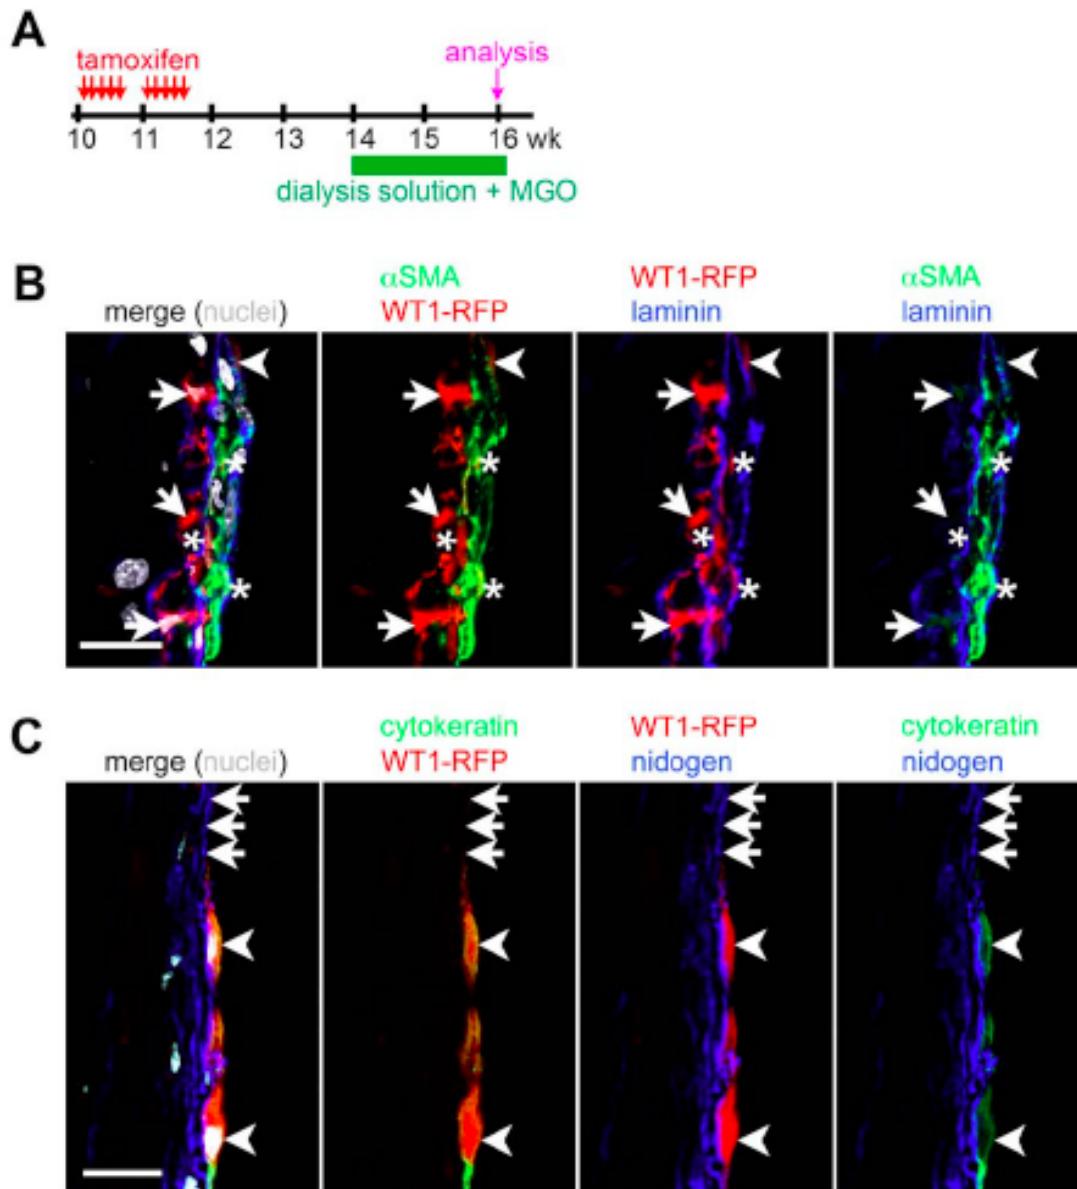 A
tamoxifen
analysis
10 11 12 13 14 15 16 wk
dialysis solution + MGO
B
αSMA WT1-RFP αSMA
merge (nuclei) WT1-RFP laminin laminin
* * * *
* * *
* * * *
C
cytokeratin WT1-RFP cytokeratin
merge (nuclei) WT1-RFP nidogen nidogen